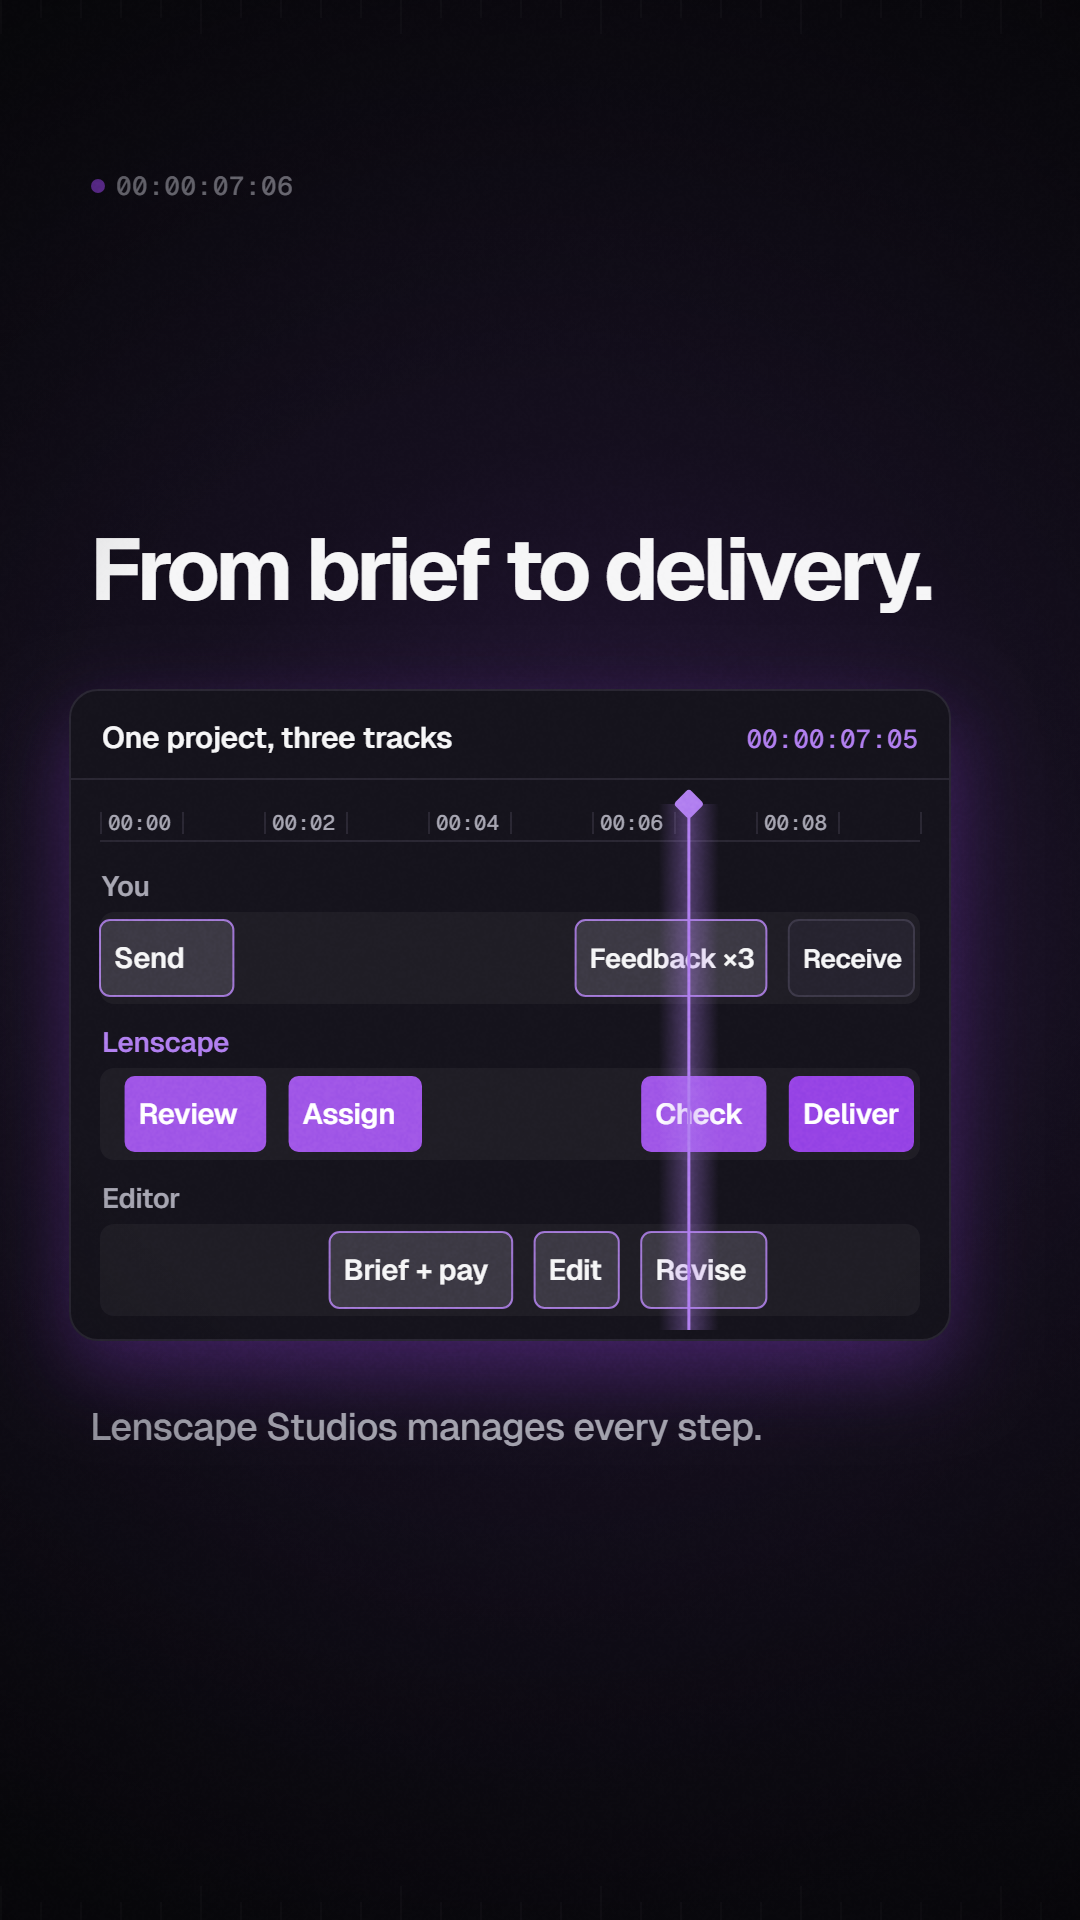 00:00:07:06
From brief to delivery.
One project, three tracks
00:00:07:05
00:00 00:02 00:04 00:06 00:08
You
Send Feedback ×3 Receive
Lenscape
Review Assign Check Deliver
Editor
Brief + pay Edit Revise
Lenscape Studios manages every step.